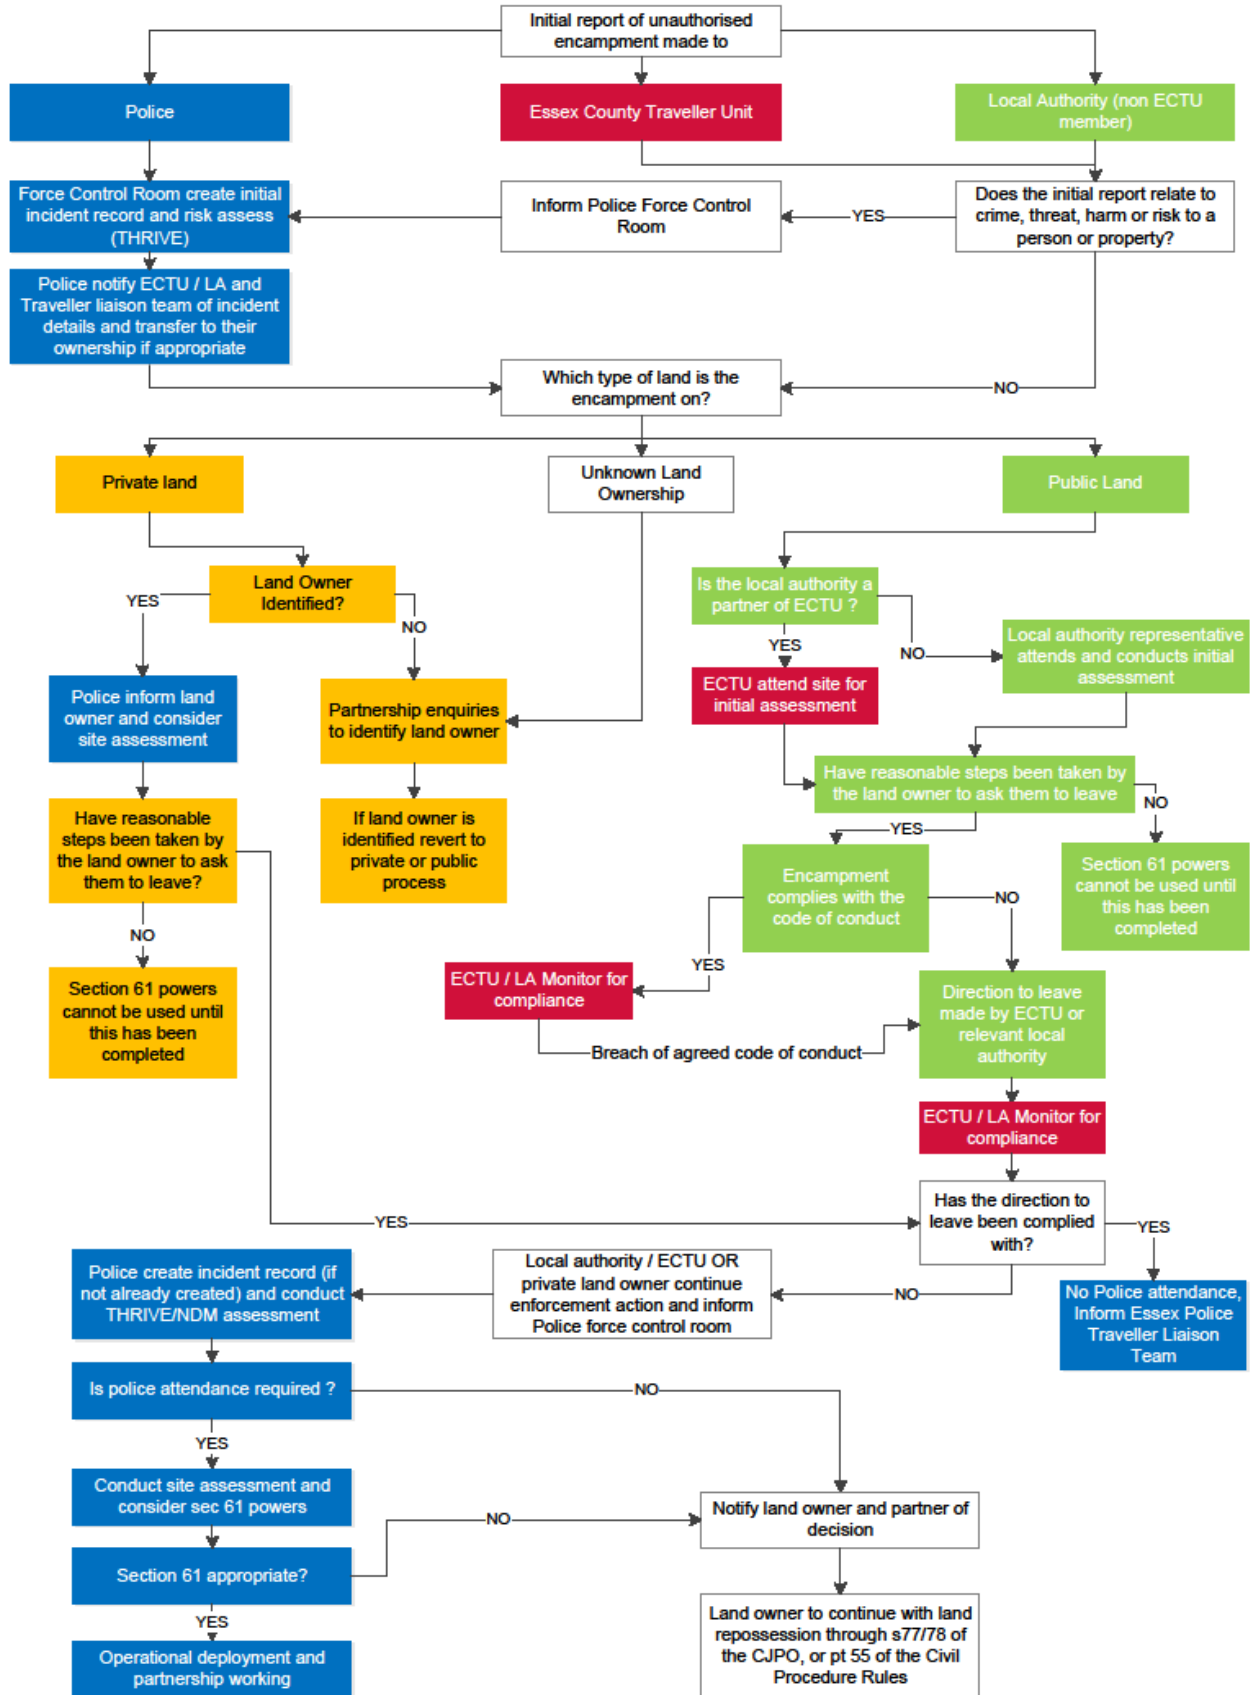 Initial report of unauthorised
encampment made to
Police
Essex County Traveller Unit
Local Authority (non ECTU
member)
Force Control Room create initial
incident record and risk assess
(THRIVE)
Inform Police Force Control
Room
YES
Does the initial report relate to
crime, threat, harm or risk to a
person or property?
Police notify ECTU / LA and
Traveller liaison team of incident
details and transfer to their
ownership if appropriate
Which type of land is the
encampment on?
NO
Private land
Unknown Land
Ownership
Public Land
Land Owner
Identified?
YES
NO
Is the local authority a
partner of ECTU ?
YES
NO
Local authority representative
attends and conducts initial
assessment
Police inform land
owner and consider
site assessment
Partnership enquiries
to identify land owner
ECTU attend site for
initial assessment
Have reasonable steps been taken by
the land owner to ask them to leave
NO
YES
Have reasonable
steps been taken by
the land owner to ask
them to leave?
If land owner is
identified revert to
private or public
process
Encampment
complies with the
code of conduct
NO
Section 61 powers
cannot be used until
this has been
completed
NO
YES
Section 61 powers
cannot be used until
this has been
completed
ECTU / LA Monitor for
compliance
Direction to leave
made by ECTU or
relevant local
authority
Breach of agreed code of conduct
ECTU / LA Monitor for
compliance
YES
Has the direction to
leave been complied
with?
YES
Police create incident record (if
not already created) and conduct
THRIVE/NDM assessment
Local authority / ECTU OR
private land owner continue
enforcement action and inform
Police force control room
NO
No Police attendance,
Inform Essex Police
Traveller Liaison
Team
Is police attendance required ?
NO
YES
Conduct site assessment and
consider sec 61 powers
NO
Notify land owner and partner of
decision
Section 61 appropriate?
YES
Operational deployment and
partnership working
Land owner to continue with land
repossession through s77/78 of
the CJPO, or pt 55 of the Civil
Procedure Rules